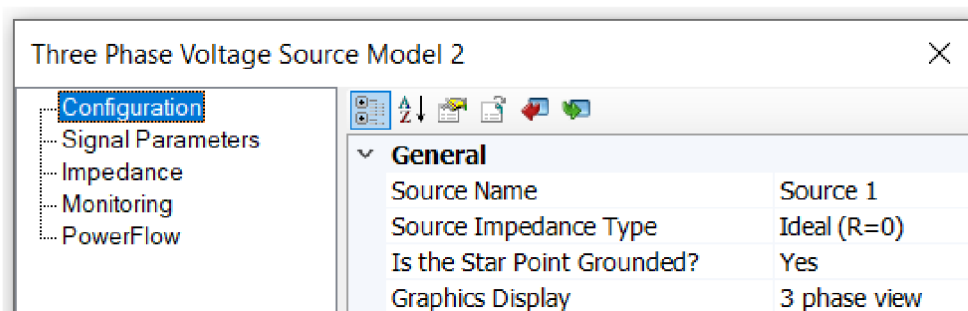 Three Phase Voltage Source Model 2
Configuration
Signal Parameters
Impedance
Monitoring
PowerFlow
General
Source Name Source 1
Source Impedance Type Ideal (R=0)
Is the Star Point Grounded? Yes
Graphics Display 3 phase view